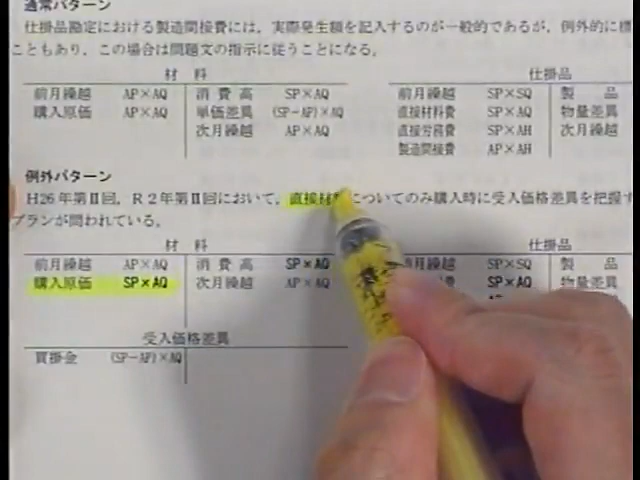 通常パターン
仕掛品勘定における製造間接費には、実際発生額を記入するのが一般的であるが、例外的に
こともあり、この場合は問題文の指示に従うことになる。
材 料 仕掛品
前月繰越 AP×AQ 消 費 高 SP×AQ 前月繰越 SP×SQ 製 品
購入原価 AP×AQ 単価差異 (SP-AP)×AQ 直接材料費 SP×AQ 物量差異
次月繰越 AP×AQ 直接労務費 SP×AH 次月繰越
製造間接費 AP×AH
例外パターン
H26年第Ⅱ回,R2年第Ⅱ回において,直接材 についてのみ購入時に受入価格差異を把握
プランが問われている。
材 料 仕掛品
前月繰越 AP×AQ 消 費 高 SP×AQ 月繰越 SP×SQ 製 品
購入原価 SP×AQ 次月繰越 AP×AQ 費 SP×AQ 物量差異
受入価格差異
買掛金 (SP-AP)×AQ